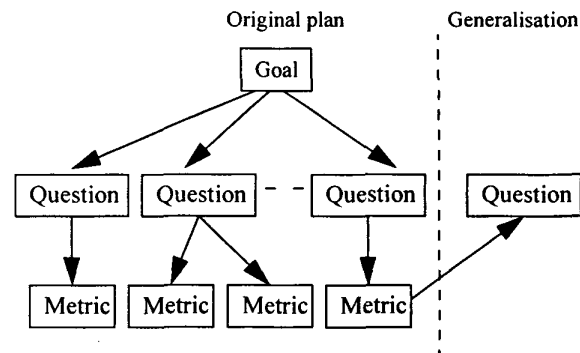 Original plan Generalisation
Goal
Question Question Question Question
Metric Metric Metric Metric